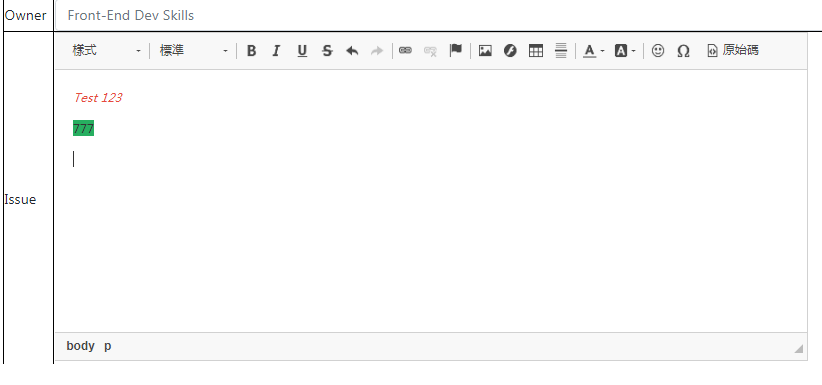 Owner
Front-End Dev Skills
樣式 標準 B I U S A A Ω 原始碼
Test 123
777
Issue
body p